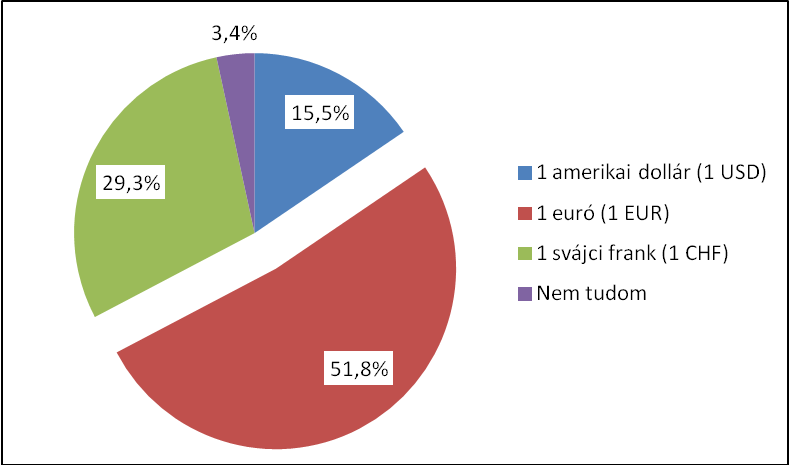 3,4%
15,5%
29,3%
51,8%
1 amerikai dollár (1 USD)
1 euró (1 EUR)
1 svájci frank (1 CHF)
Nem tudom